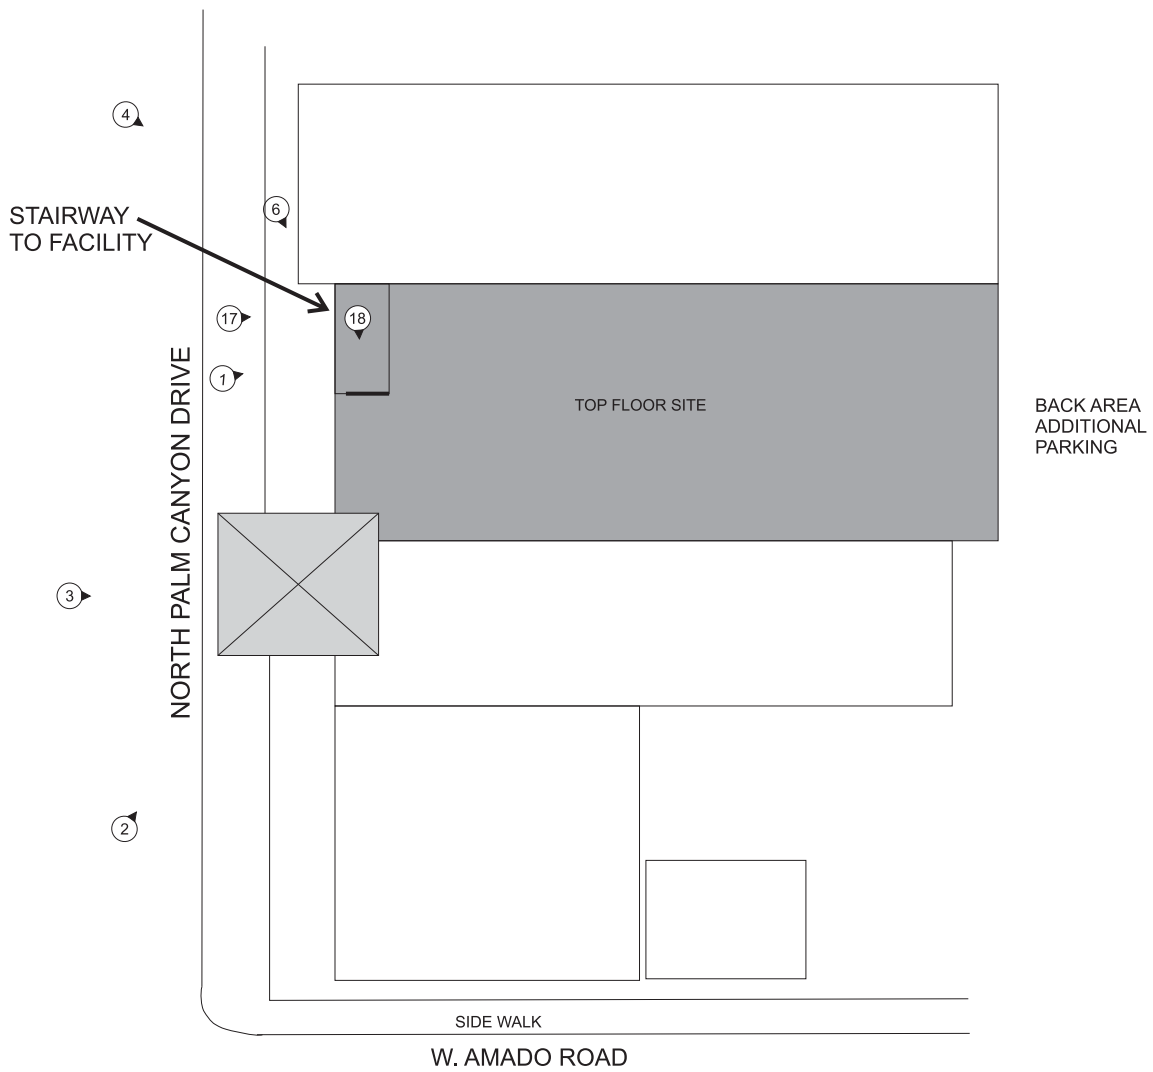 4
6
STAIRWAY
TO FACILITY
17
18
1
NORTH PALM CANYON DRIVE
TOP FLOOR SITE
BACK AREA
ADDITIONAL
PARKING
3
2
SIDE WALK
W. AMADO ROAD